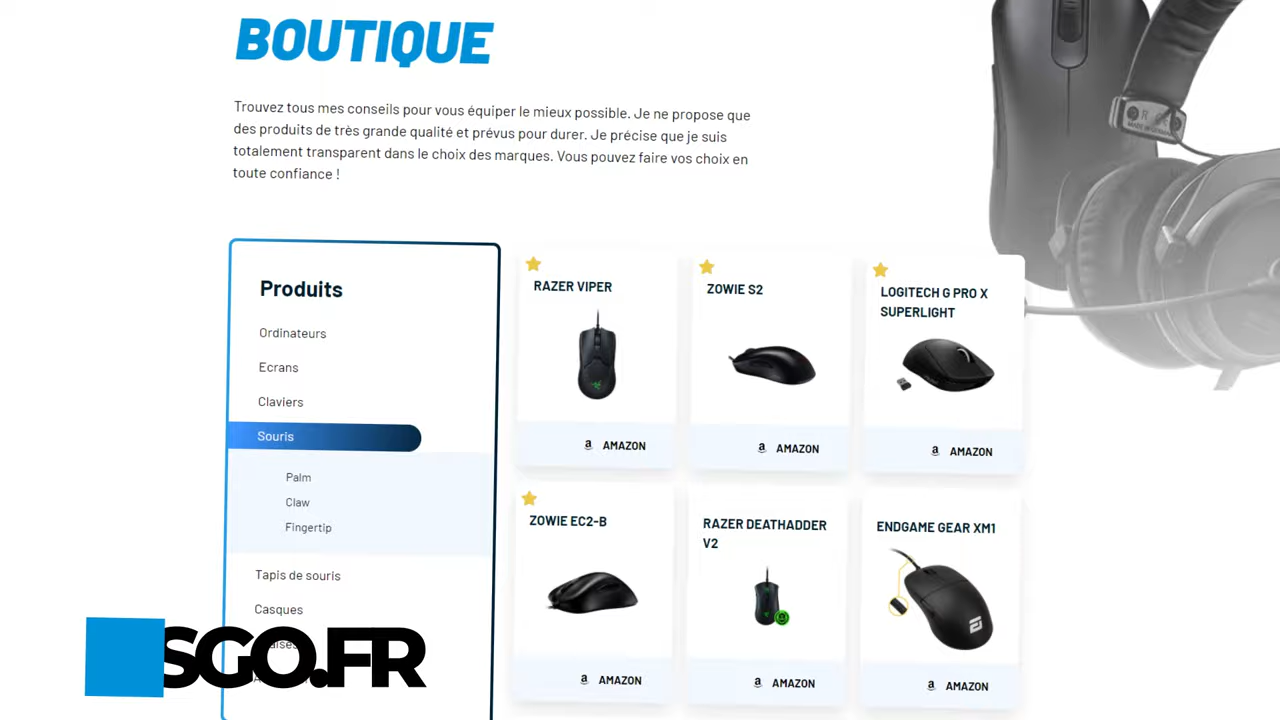 BOUTIQUE
Trouvez tous mes conseils pour vous équiper le mieux possible. Je ne propose que
des produits de très grande qualité et prévus pour durer. Je précise que je suis
totalement transparent dans le choix des marques. Vous pouvez faire vos choix en
toute confiance !
Produits
Ordinateurs
Ecrans
Claviers
Souris
Palm
Claw
Fingertip
Tapis de souris
Casques
RAZER VIPER
AMAZON
ZOWIE S2
AMAZON
LOGITECH G PRO X
SUPERLIGHT
AMAZON
ZOWIE EC2-B
AMAZON
RAZER DEATHADDER
V2
AMAZON
ENDGAME GEAR XM1
AMAZON
SGO.FR